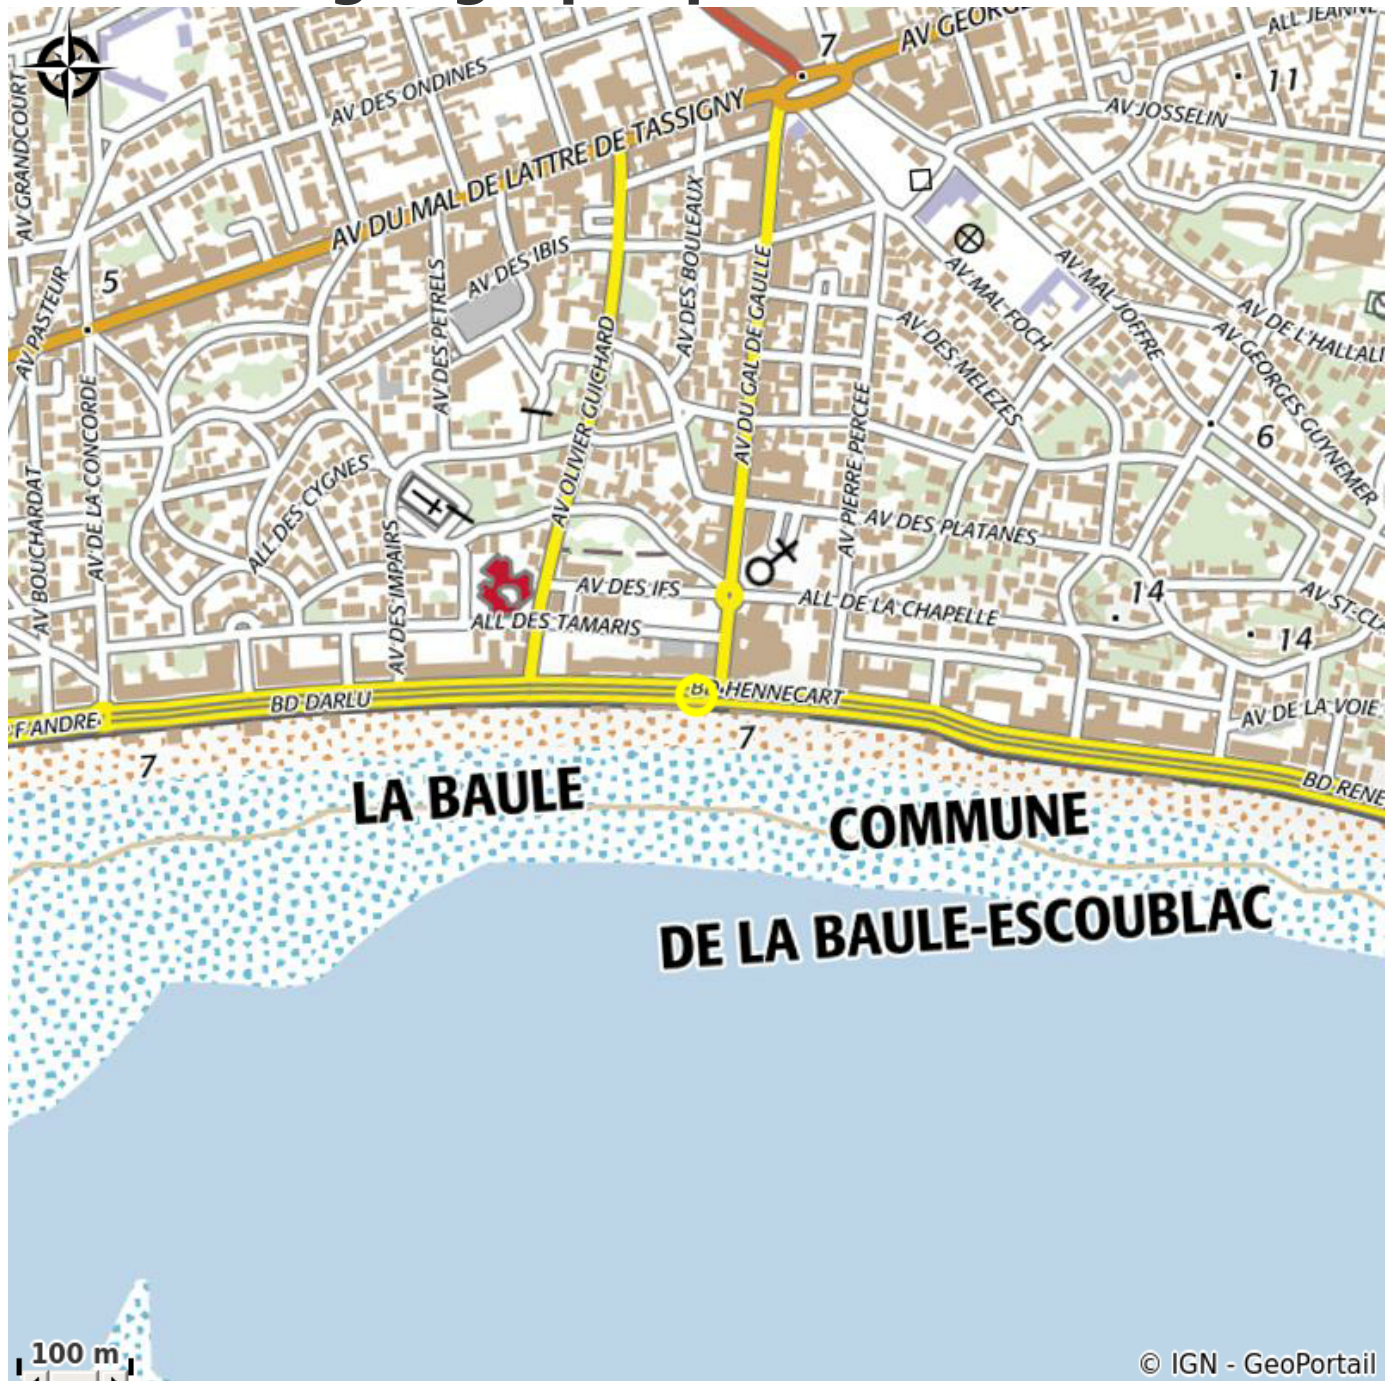 7
AV GEORGE
ALL JEANNE
11
AV GRANDCOURT
AV DES ONDINES
AV JOSSELIN
AV DU MAL DE LATTRE DE TASSIGNY
AV DES BOULEAUX
AV DES IBIS
AV DES PETRELS
5
AV PASTEUR
AV DU GAL DE GAULLE
AV MAL FOCH
AV MAL JOFFRE
AV DE L'HALLALI
AV GEORGES GUYNEMER
AV DES MELEZES
AV OLIVIER GUICHARD
AV PIERRE PERCEE
6
AV BOUCHARDAT
AV DE LA CONCORDE
ALL DES CYGNES
AV DES IMPAIRS
AV DES PLATANES
AV DES IFS
ALL DE LA CHAPELLE
14
AV ST-CLA
ALL DES TAMARIS
14
F ANDRE
BD DARLU
BD HENNECART
AV DE LA VOIE
7
7
BD RENE
LA BAULE
COMMUNE
DE LA BAULE-ESCOUBLAC
100 m
© IGN - GeoPortail